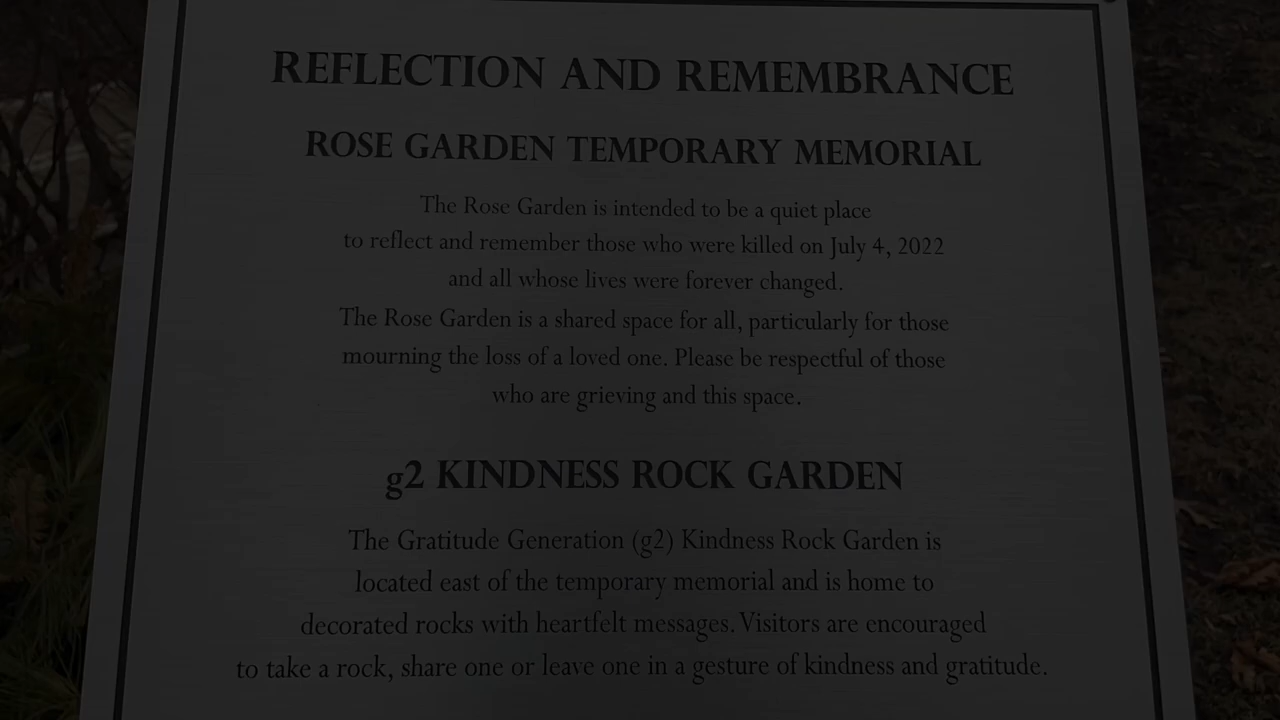 REFLECTION AND REMEMBRANCE
ROSE GARDEN TEMPORARY MEMORIAL
The Rose Garden is intended to be a quiet place
to reflect and remember those who were killed on July 4, 2022
and all whose lives were forever changed.
The Rose Garden is a shared space for all, particularly for those
mourning the loss of a loved one. Please be respectful of those
who are grieving and this space.
g2 KINDNESS ROCK GARDEN
The Gratitude Generation (g2) Kindness Rock Garden is
located east of the temporary memorial and is home to
decorated rocks with heartfelt messages. Visitors are encouraged
to take a rock, share one or leave one in a gesture of kindness and gratitude.